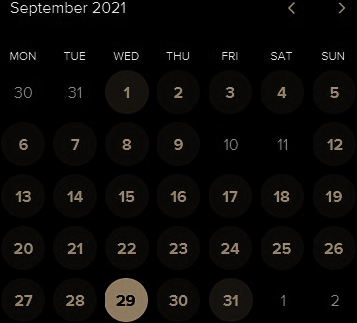 September 2021
MON TUE WED THU FRI SAT SUN
30 31 1 2 3 4 5
6 7 8 9 10 11 12
13 14 15 16 17 18 19
20 21 22 23 24 25 26
27 28 29 30 31 1 2